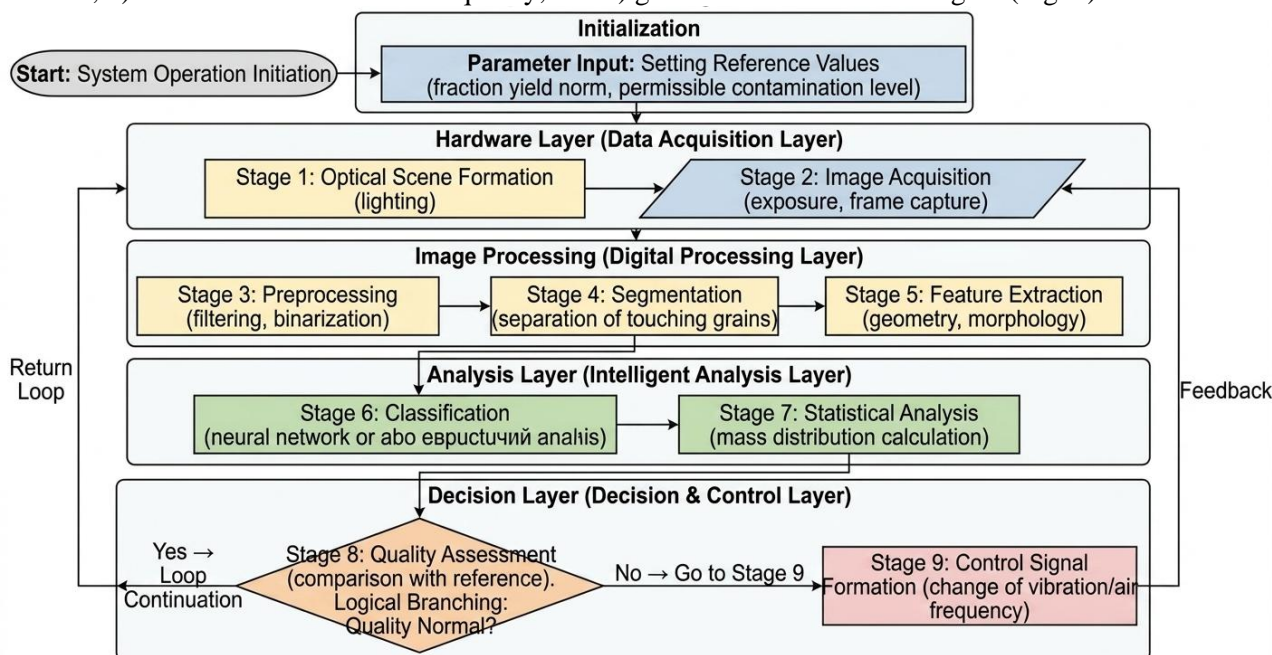 Initialization
Start: System Operation Initiation
Parameter Input: Setting Reference Values
(fraction yield norm, permissible contamination level)
Hardware Layer (Data Acquisition Layer)
Stage 1: Optical Scene Formation
(lighting)
Stage 2: Image Acquisition
(exposure, frame capture)
Image Processing (Digital Processing Layer)
Stage 3: Preprocessing
(filtering, binarization)
Stage 4: Segmentation
(separation of touching grains)
Stage 5: Feature Extraction
(geometry, morphology)
Return
Loop
Feedback
Analysis Layer (Intelligent Analysis Layer)
Stage 6: Classification
(neural network or abo евристичий analis)
Stage 7: Statistical Analysis
(mass distribution calculation)
Decision Layer (Decision & Control Layer)
Yes →
Loop
Continuation
Stage 8: Quality Assessment
(comparison with reference).
Logical Branching:
Quality Normal?
No → Go to Stage 9
Stage 9: Control Signal
Formation (change of vibration/air
frequency)